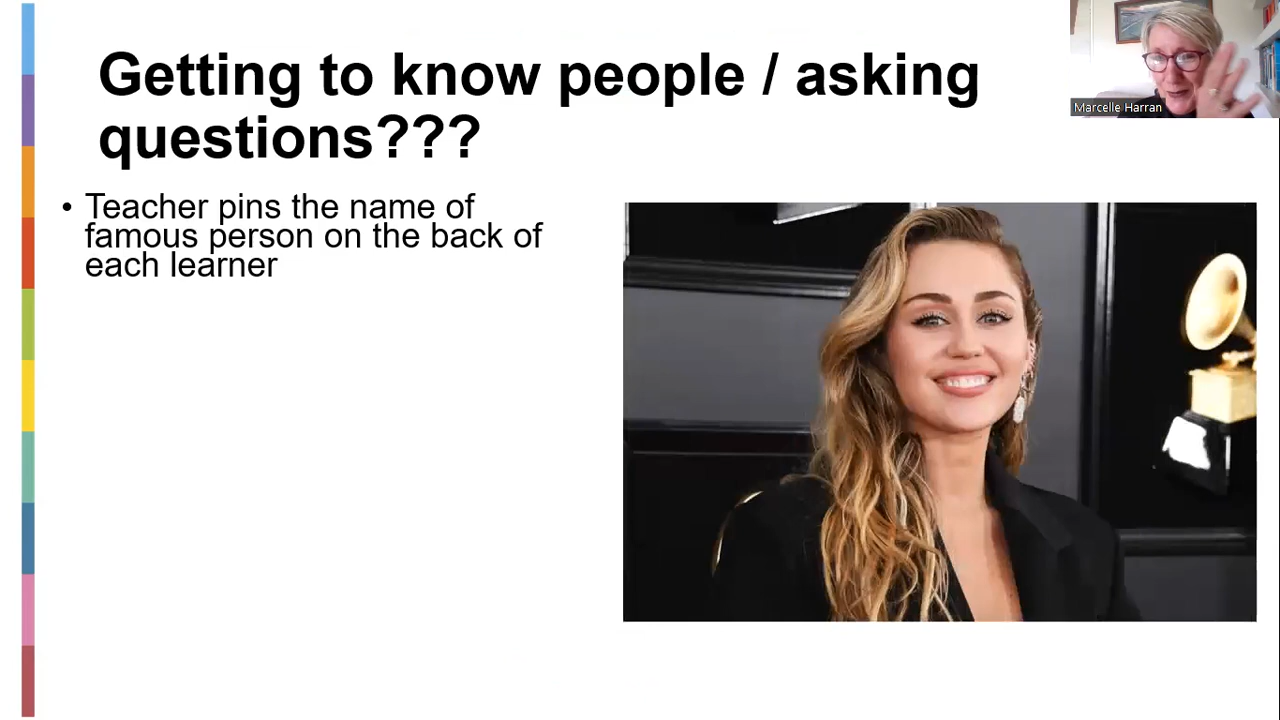 Getting to know people / asking
questions???
Marcelle Harran
• Teacher pins the name of
famous person on the back of
each learner